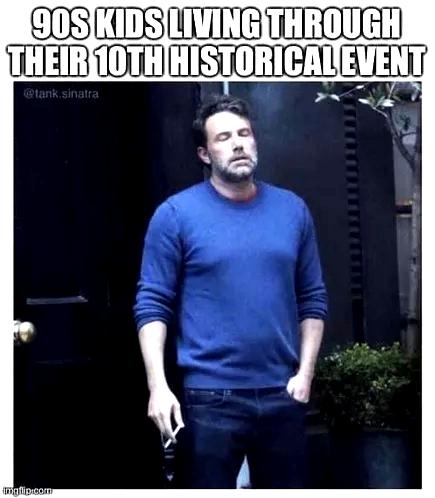 90S KIDS LIVING THROUGH
THEIR 10TH HISTORICAL EVENT
@tank.sinatra
imgflip.com